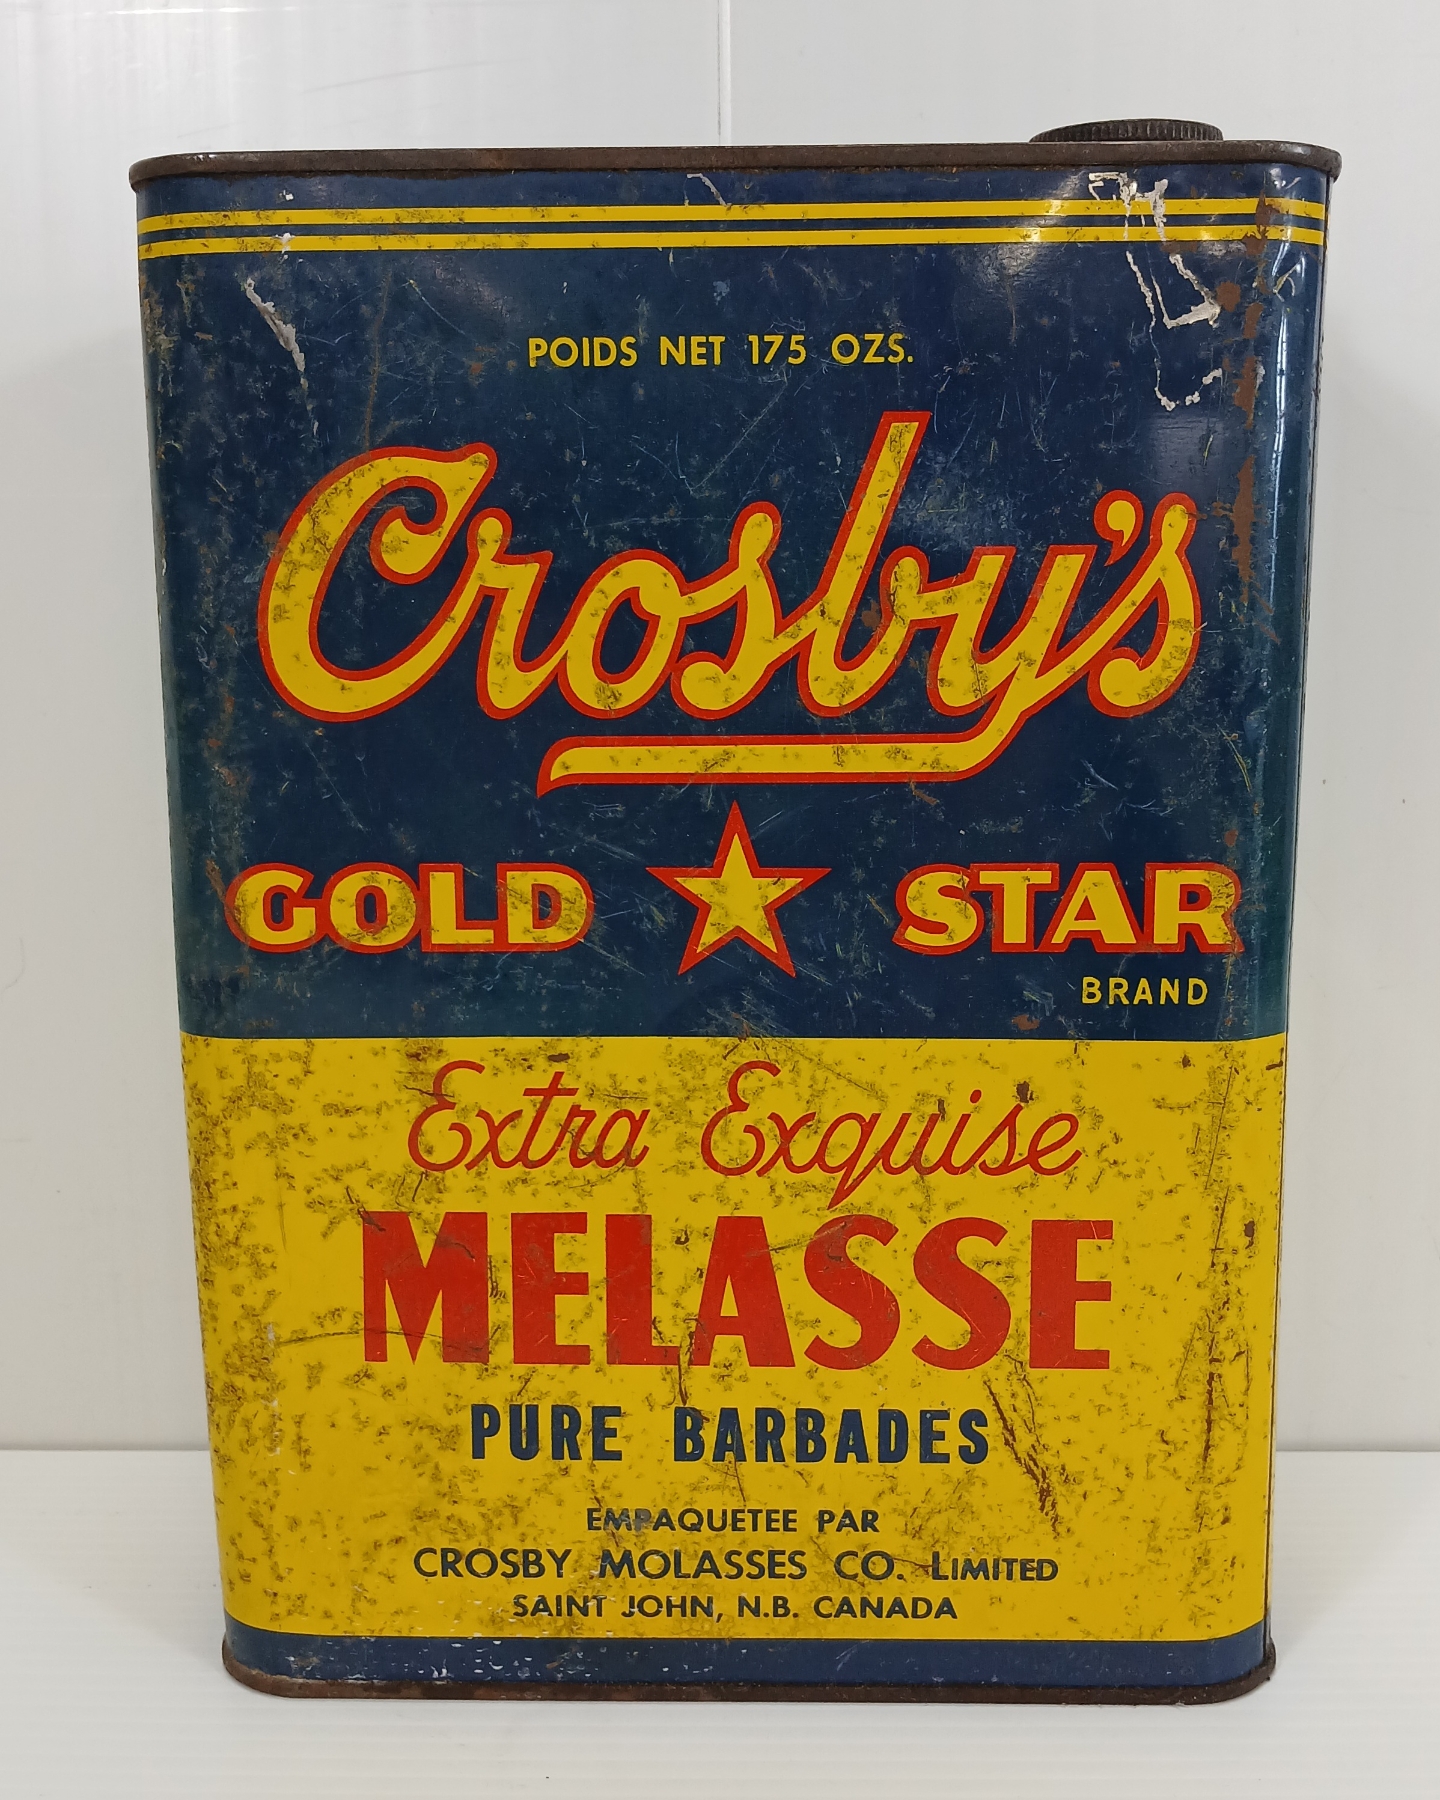 POIDS NET 175 OZS.
Crosby's
GOLD STAR
BRAND
Extra Exquise
MELASSE
PURE BARBADES
EMPAQUETEE PAR
CROSBY MOLASSES CO. LIMITED
SAINT JOHN, N.B. CANADA